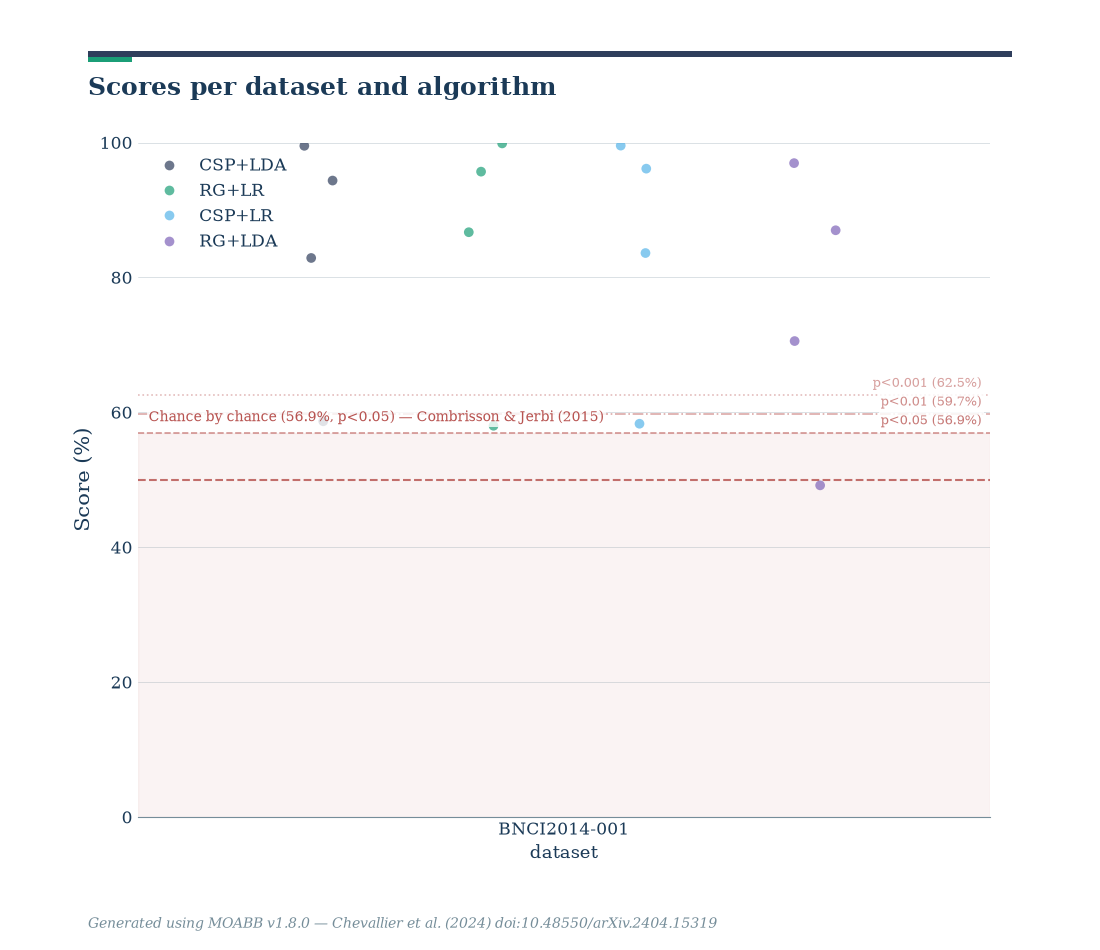 Scores per dataset and algorithm
100
CSP+LDA
RG+LR
CSP+LR
RG+LDA
80
p<0.001 (62.5%)
p<0.01 (59.7%)
60
Chance by chance (56.9%, p<0.05) — Combrisson & Jerbi (2015)
p<0.05 (56.9%)
Score (%)
40
20
0
BNCI2014-001
dataset
Generated using MOABB v1.8.0 — Chevallier et al. (2024) doi:10.48550/arXiv.2404.15319